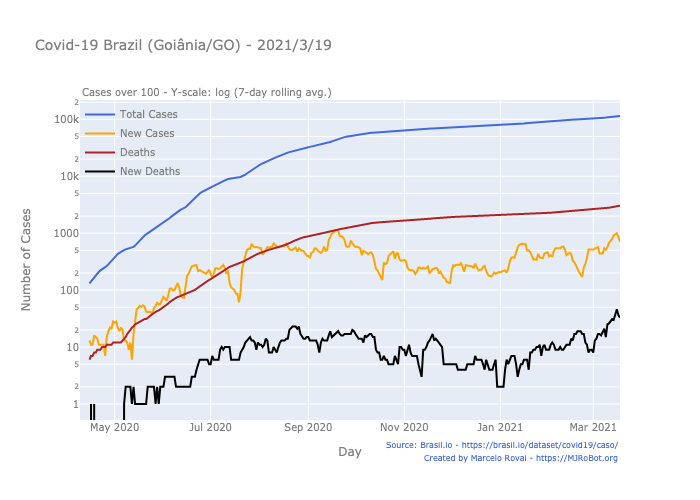 Covid-19 Brazil (Goiânia/GO) - 2021/3/19
Cases over 100 - Y-scale: log (7-day rolling avg.)
Total Cases
New Cases
Deaths
New Deaths
2
100k
5
2
10k
5
2
1000
5
2
100
5
2
10
5
2
1
Number of Cases
May 2020
Jul 2020
Sep 2020
Nov 2020
Jan 2021
Mar 2021
Day
Source: Brasil.io - https://brasil.io/dataset/covid19/caso/
Created by Marcelo Rovai - https://MJRoBot.org